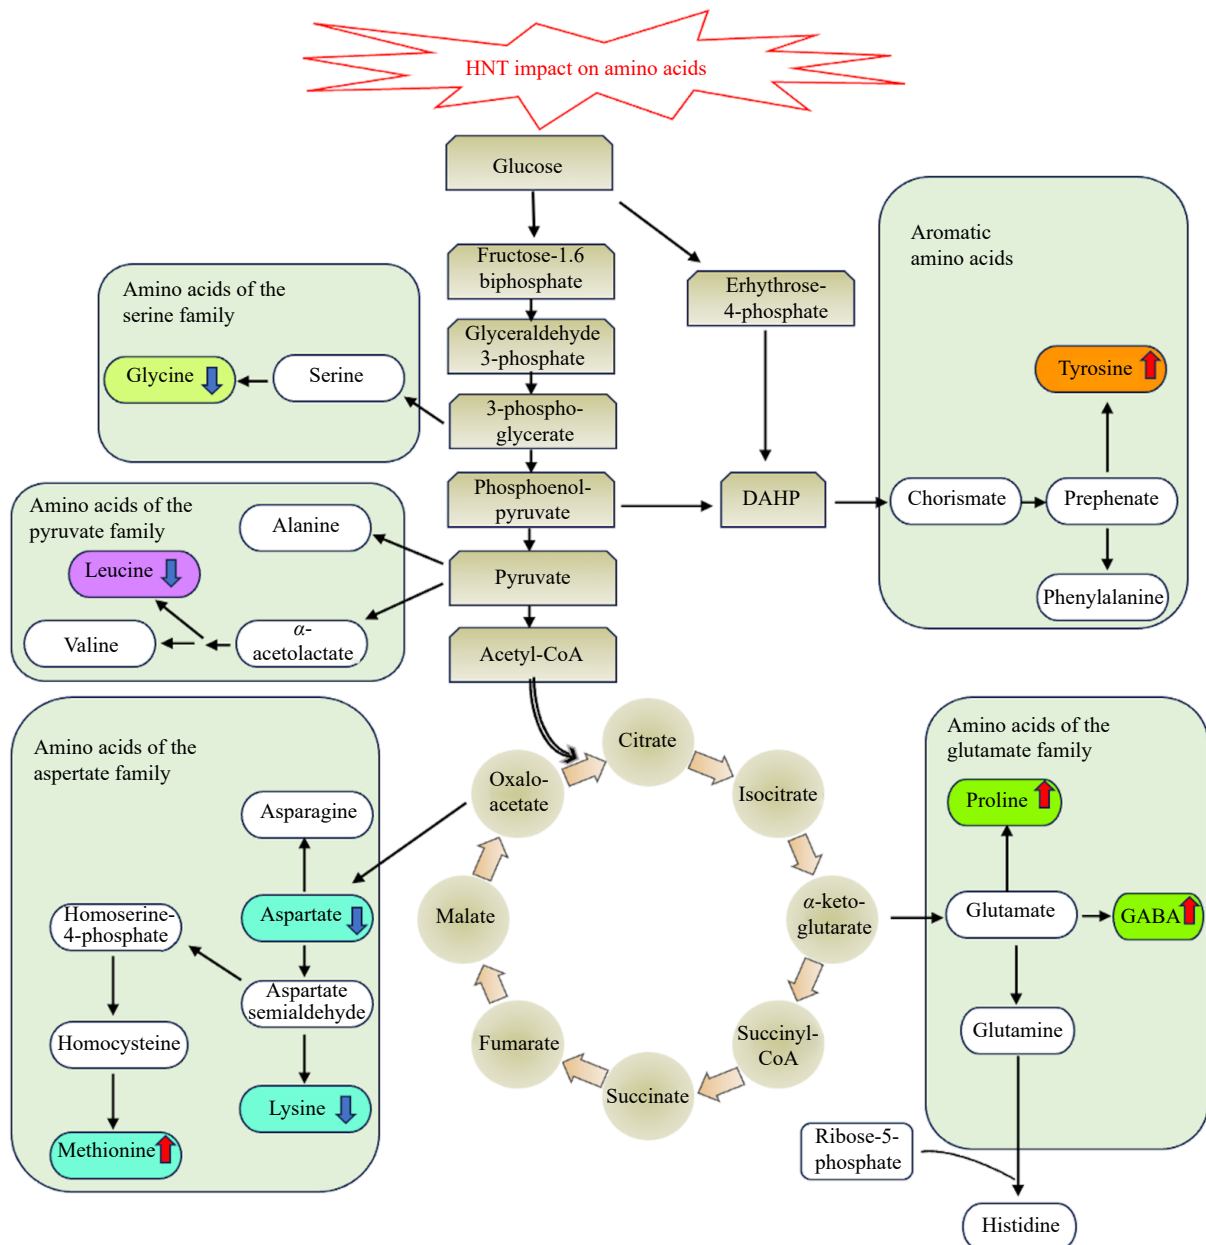 HNT impact on amino acids
Glucose
Fructose-1.6
biphosphate
Glyceraldehyde
3-phosphate
3-phospho-
glycerate
Phosphoenol-
pyruvate
Pyruvate
Acetyl-CoA
Erhythrose-
4-phosphate
DAHP
Aromatic
amino acids
Tyrosine
Chorismate
Prephenate
Phenylalanine
Amino acids of the
serine family
Glycine
Serine
Amino acids of the
pyruvate family
Alanine
Leucine
Valine
α-
acetolactate
Amino acids of the
aspertate family
Asparagine
Aspartate
Homoserine-
4-phosphate
Aspartate
semialdehyde
Homocysteine
Lysine
Methionine
Citrate
Isocitrate
α-keto-
glutarate
Succinyl-
CoA
Succinate
Fumarate
Malate
Oxalo-
acetate
Amino acids of the
glutamate family
Proline
Glutamate
GABA
Glutamine
Ribose-5-
phosphate
Histidine